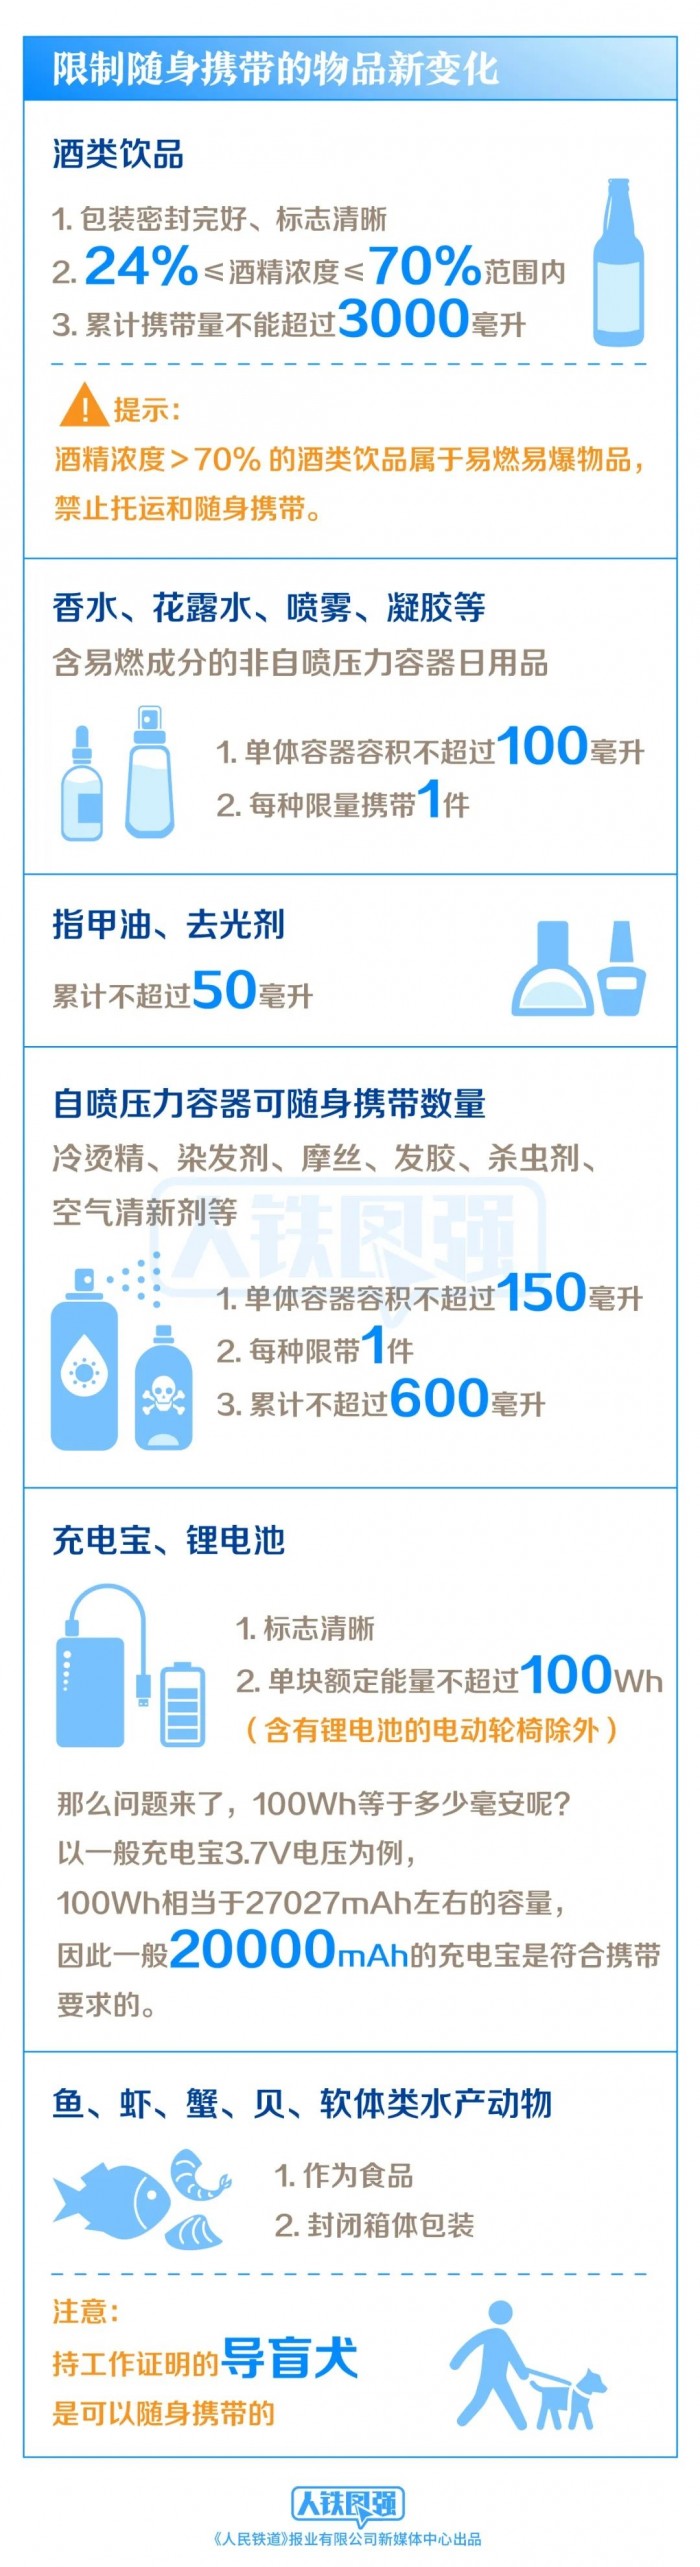 限制随身携带的物品新变化
酒类饮品
1. 包装密封完好、标志清晰
2. 24%≤酒精浓度≤70%范围内
3. 累计携带量不能超过3000毫升
! 提示：
酒精浓度＞70% 的酒类饮品属于易燃易爆物品，
禁止托运和随身携带。
香水、花露水、喷雾、凝胶等
含易燃成分的非自喷压力容器日用品
1. 单体容器容积不超过100毫升
2. 每种限量携带1件
指甲油、去光剂
累计不超过50毫升
自喷压力容器可随身携带数量
冷烫精、染发剂、摩丝、发胶、杀虫剂、
空气清新剂等
人铁图强
1. 单体容器容积不超过150毫升
2. 每种限带1件
3. 累计不超过600毫升
充电宝、锂电池
1. 标志清晰
2. 单块额定能量不超过100Wh
（含有锂电池的电动轮椅除外）
那么问题来了，100Wh等于多少毫安呢？
以一般充电宝3.7V电压为例，
100Wh相当于27027mAh左右的容量，
因此一般20000mAh的充电宝是符合携带
要求的。
鱼、虾、蟹、贝、软体类水产动物
1. 作为食品
2. 封闭箱体包装
注意：
持工作证明的导盲犬
是可以随身携带的
人铁图强
《人民铁道》报业有限公司新媒体中心出品